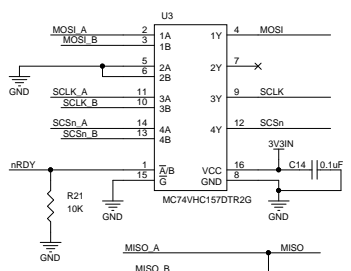 U3
MOSI_A 2 1A 1Y 4 MOSI
MOSI_B 3 1B
5 2A 2Y 7
6 2B
GND
SCLK_A 11 3A 3Y 9 SCLK
SCLK_B 10 3B
SCSn_A 14 4A 4Y 12 SCSn
SCSn_B 13 4B
3V3IN
nRDY 1 A/B VCC 16 C14 0.1uF
15 G GND 8
R21
10K
GND
MC74VHC157DTR2G
GND
GND
MISO_A MISO
MISO_B